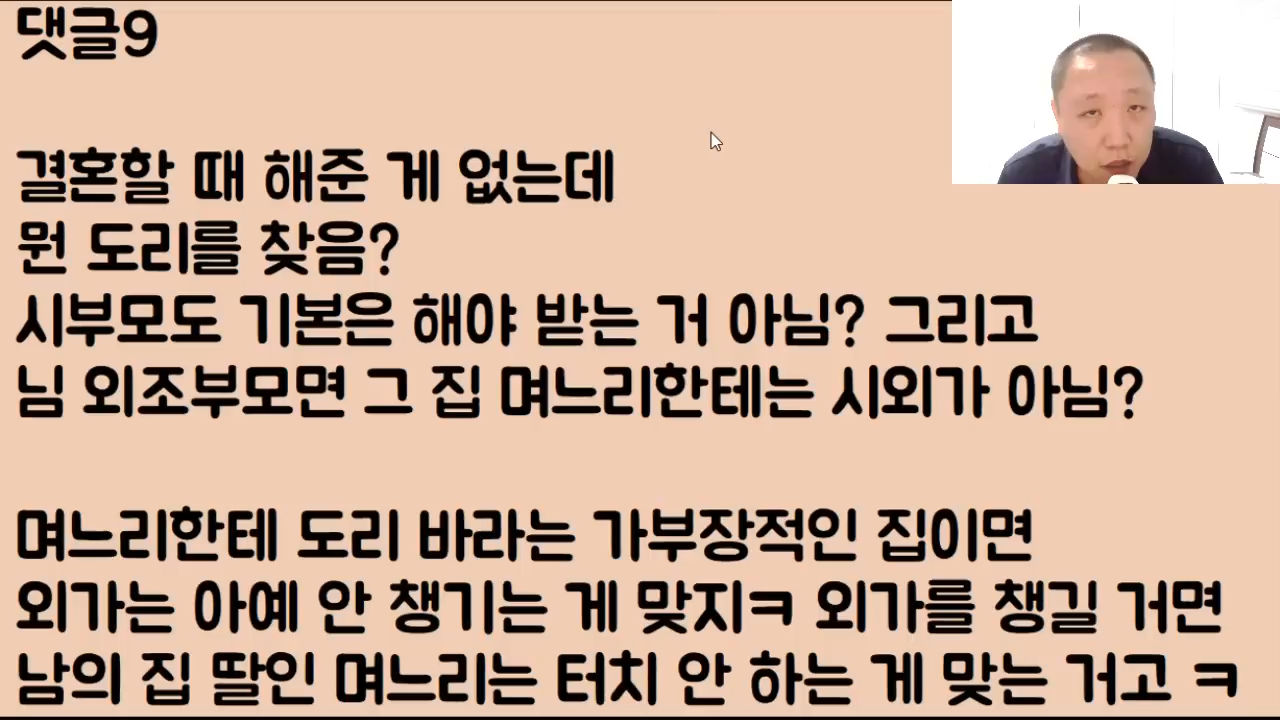 댓글9
결혼할 때 해준 게 없는데
뭔 도리를 찾음?
시부모도 기본은 해야 받는 거 아님? 그리고
님 외조부모면 그 집 며느리한테는 시외가 아님?
며느리한테 도리 바라는 가부장적인 집이면
외가는 아예 안 챙기는 게 맞지ㅋ 외가를 챙길 거면
남의 집 딸인 며느리는 터치 안 하는 게 맞는 거고 ㅋ